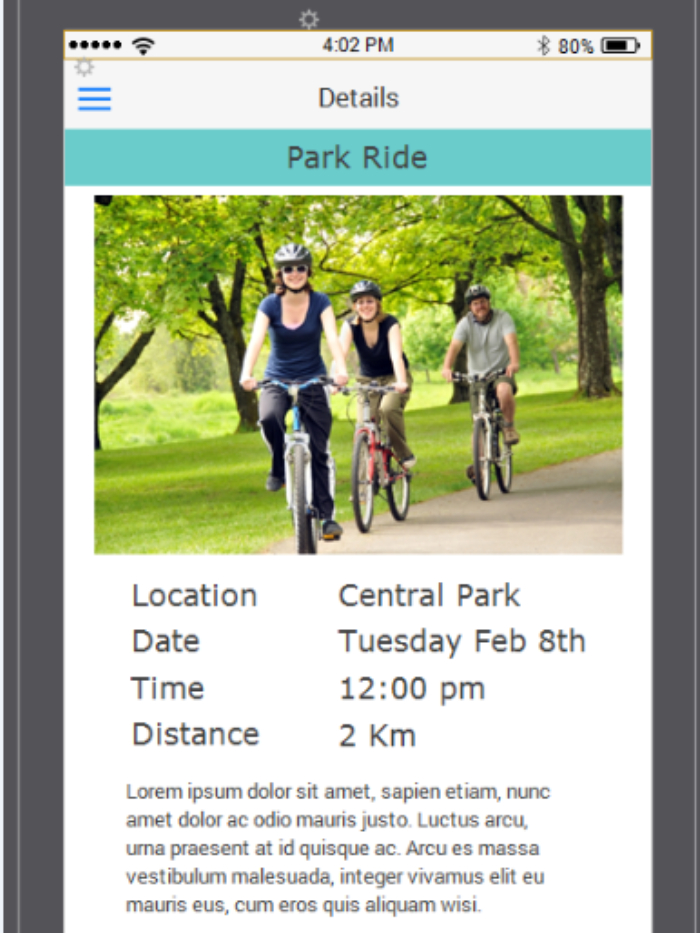 4:02 PM 80%
Details
Park Ride
Location Central Park
Date Tuesday Feb 8th
Time 12:00 pm
Distance 2 Km
Lorem ipsum dolor sit amet, sapien etiam, nunc
amet dolor ac odio mauris justo. Luctus arcu,
urna praesent at id quisque ac. Arcu es massa
vestibulum malesuada, integer vivamus elit eu
mauris eus, cum eros quis aliquam wisi.